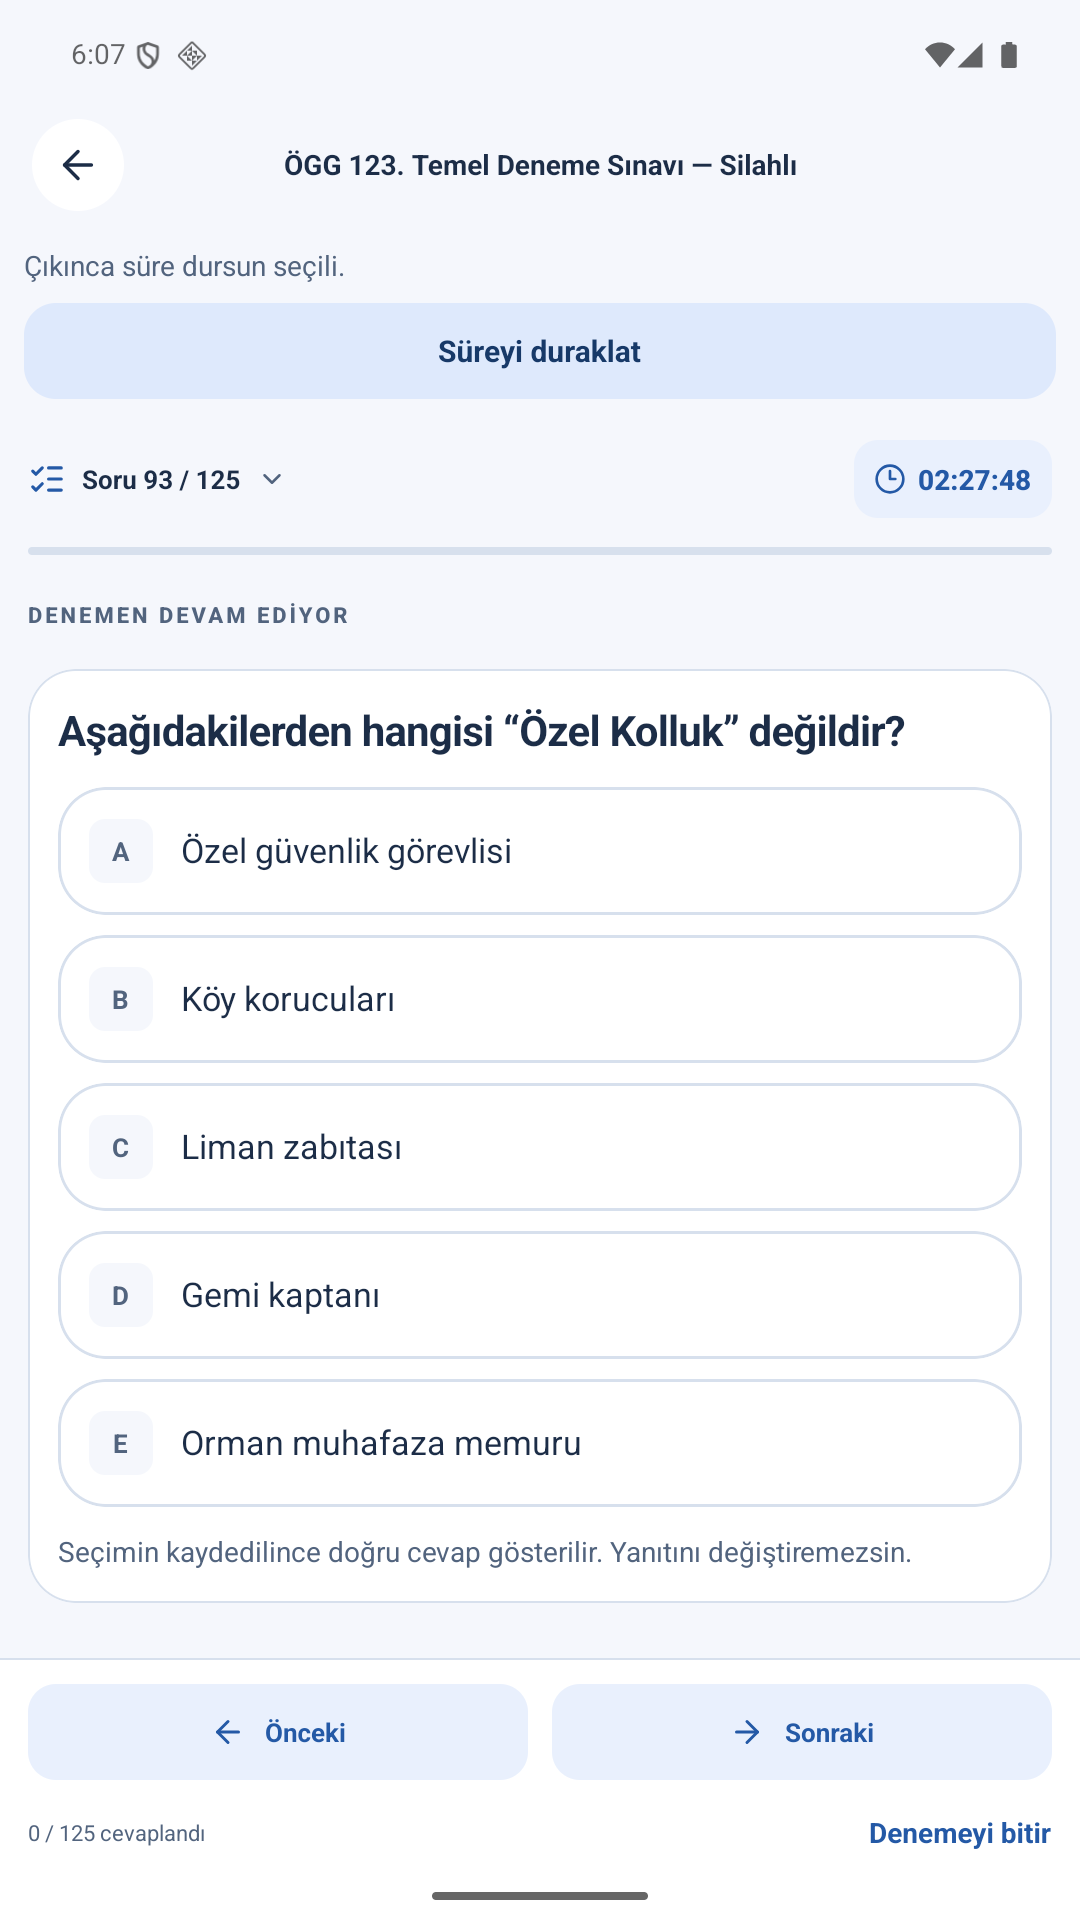 6:07
ÖGG 123. Temel Deneme Sınavı — Silahlı
Çıkınca süre dursun seçili.
Süreyi duraklat
Soru 93 / 125
02:27:48
DENEMEN DEVAM EDİYOR
Aşağıdakilerden hangisi “Özel Kolluk” değildir?
A Özel güvenlik görevlisi
B Köy korucuları
C Liman zabıtası
D Gemi kaptanı
E Orman muhafaza memuru
Seçimin kaydedilince doğru cevap gösterilir. Yanıtını değiştiremezsin.
Önceki
Sonraki
0 / 125 cevaplandı
Denemeyi bitir